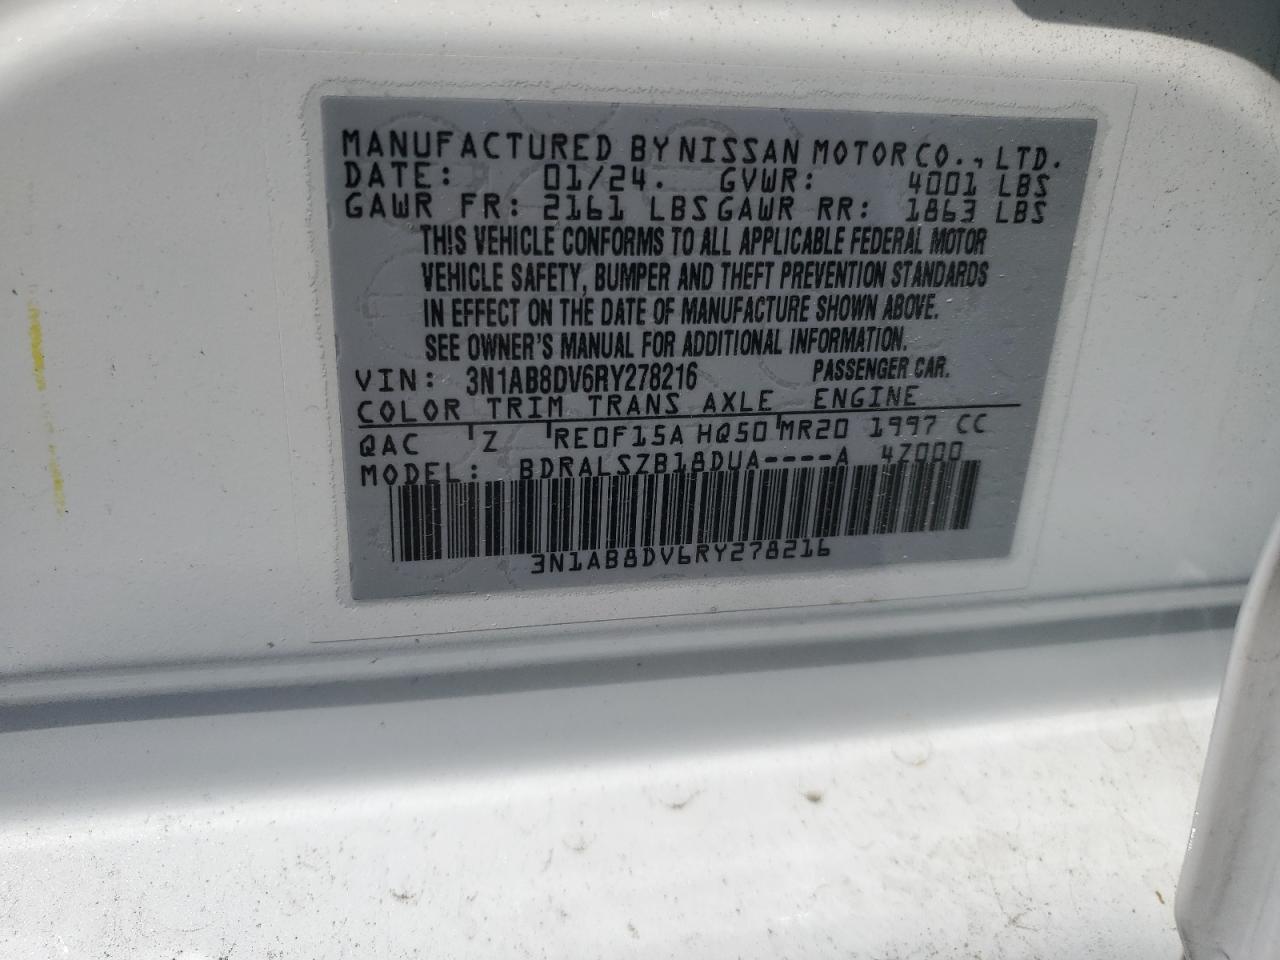 MANUFACTURED BY NISSAN MOTOR CO., LTD.
DATE: 01/24. GVWR: 4001 LBS
GAWR FR: 2161 LBS GAWR RR: 1863 LBS
THIS VEHICLE CONFORMS TO ALL APPLICABLE FEDERAL MOTOR
VEHICLE SAFETY, BUMPER AND THEFT PREVENTION STANDARDS
IN EFFECT ON THE DATE OF MANUFACTURE SHOWN ABOVE.
SEE OWNER'S MANUAL FOR ADDITIONAL INFORMATION.
VIN: 3N1AB8DV6RY278216 PASSENGER CAR.
COLOR TRIM TRANS AXLE ENGINE
QAC Z RE0F15A HQ50 MR20 1997 CC
MODEL: BDRALSZB18DUA----A 4Z000
3N1AB8DV6RY278216